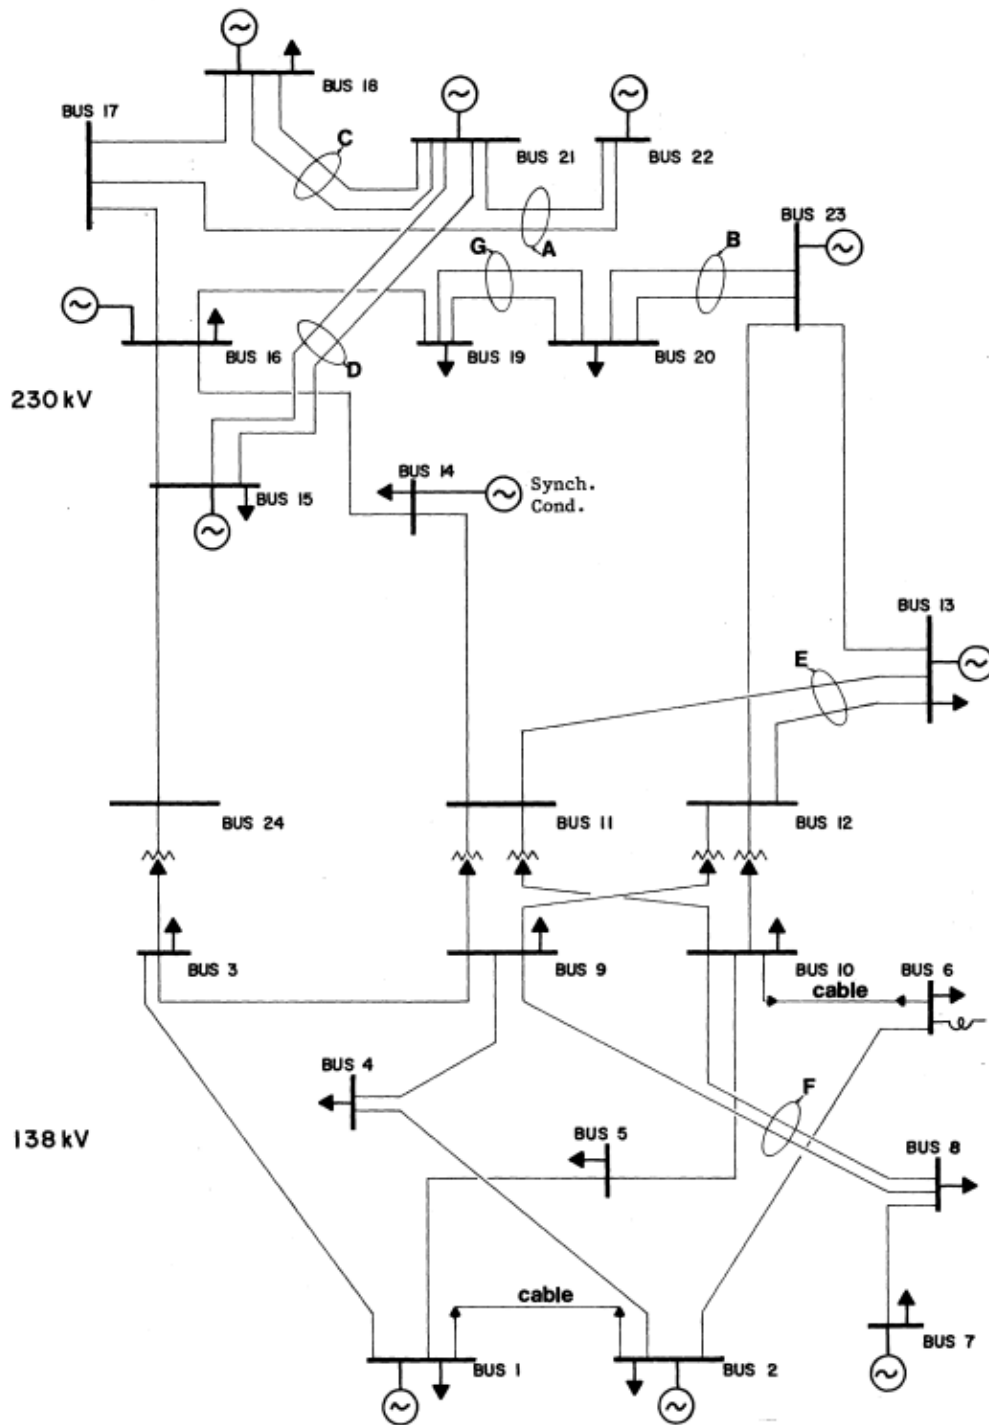 BUS 18
BUS 17
C
BUS 21
BUS 22
BUS 23
G
A
B
BUS 16
D
BUS 19
BUS 20
230 kV
BUS 14
BUS 15
Synch.
Cond.
BUS 13
E
BUS 24
BUS 11
BUS 12
BUS 3
BUS 9
BUS 10
BUS 6
cable
BUS 4
F
138 kV
BUS 5
BUS 8
cable
BUS 1
BUS 2
BUS 7